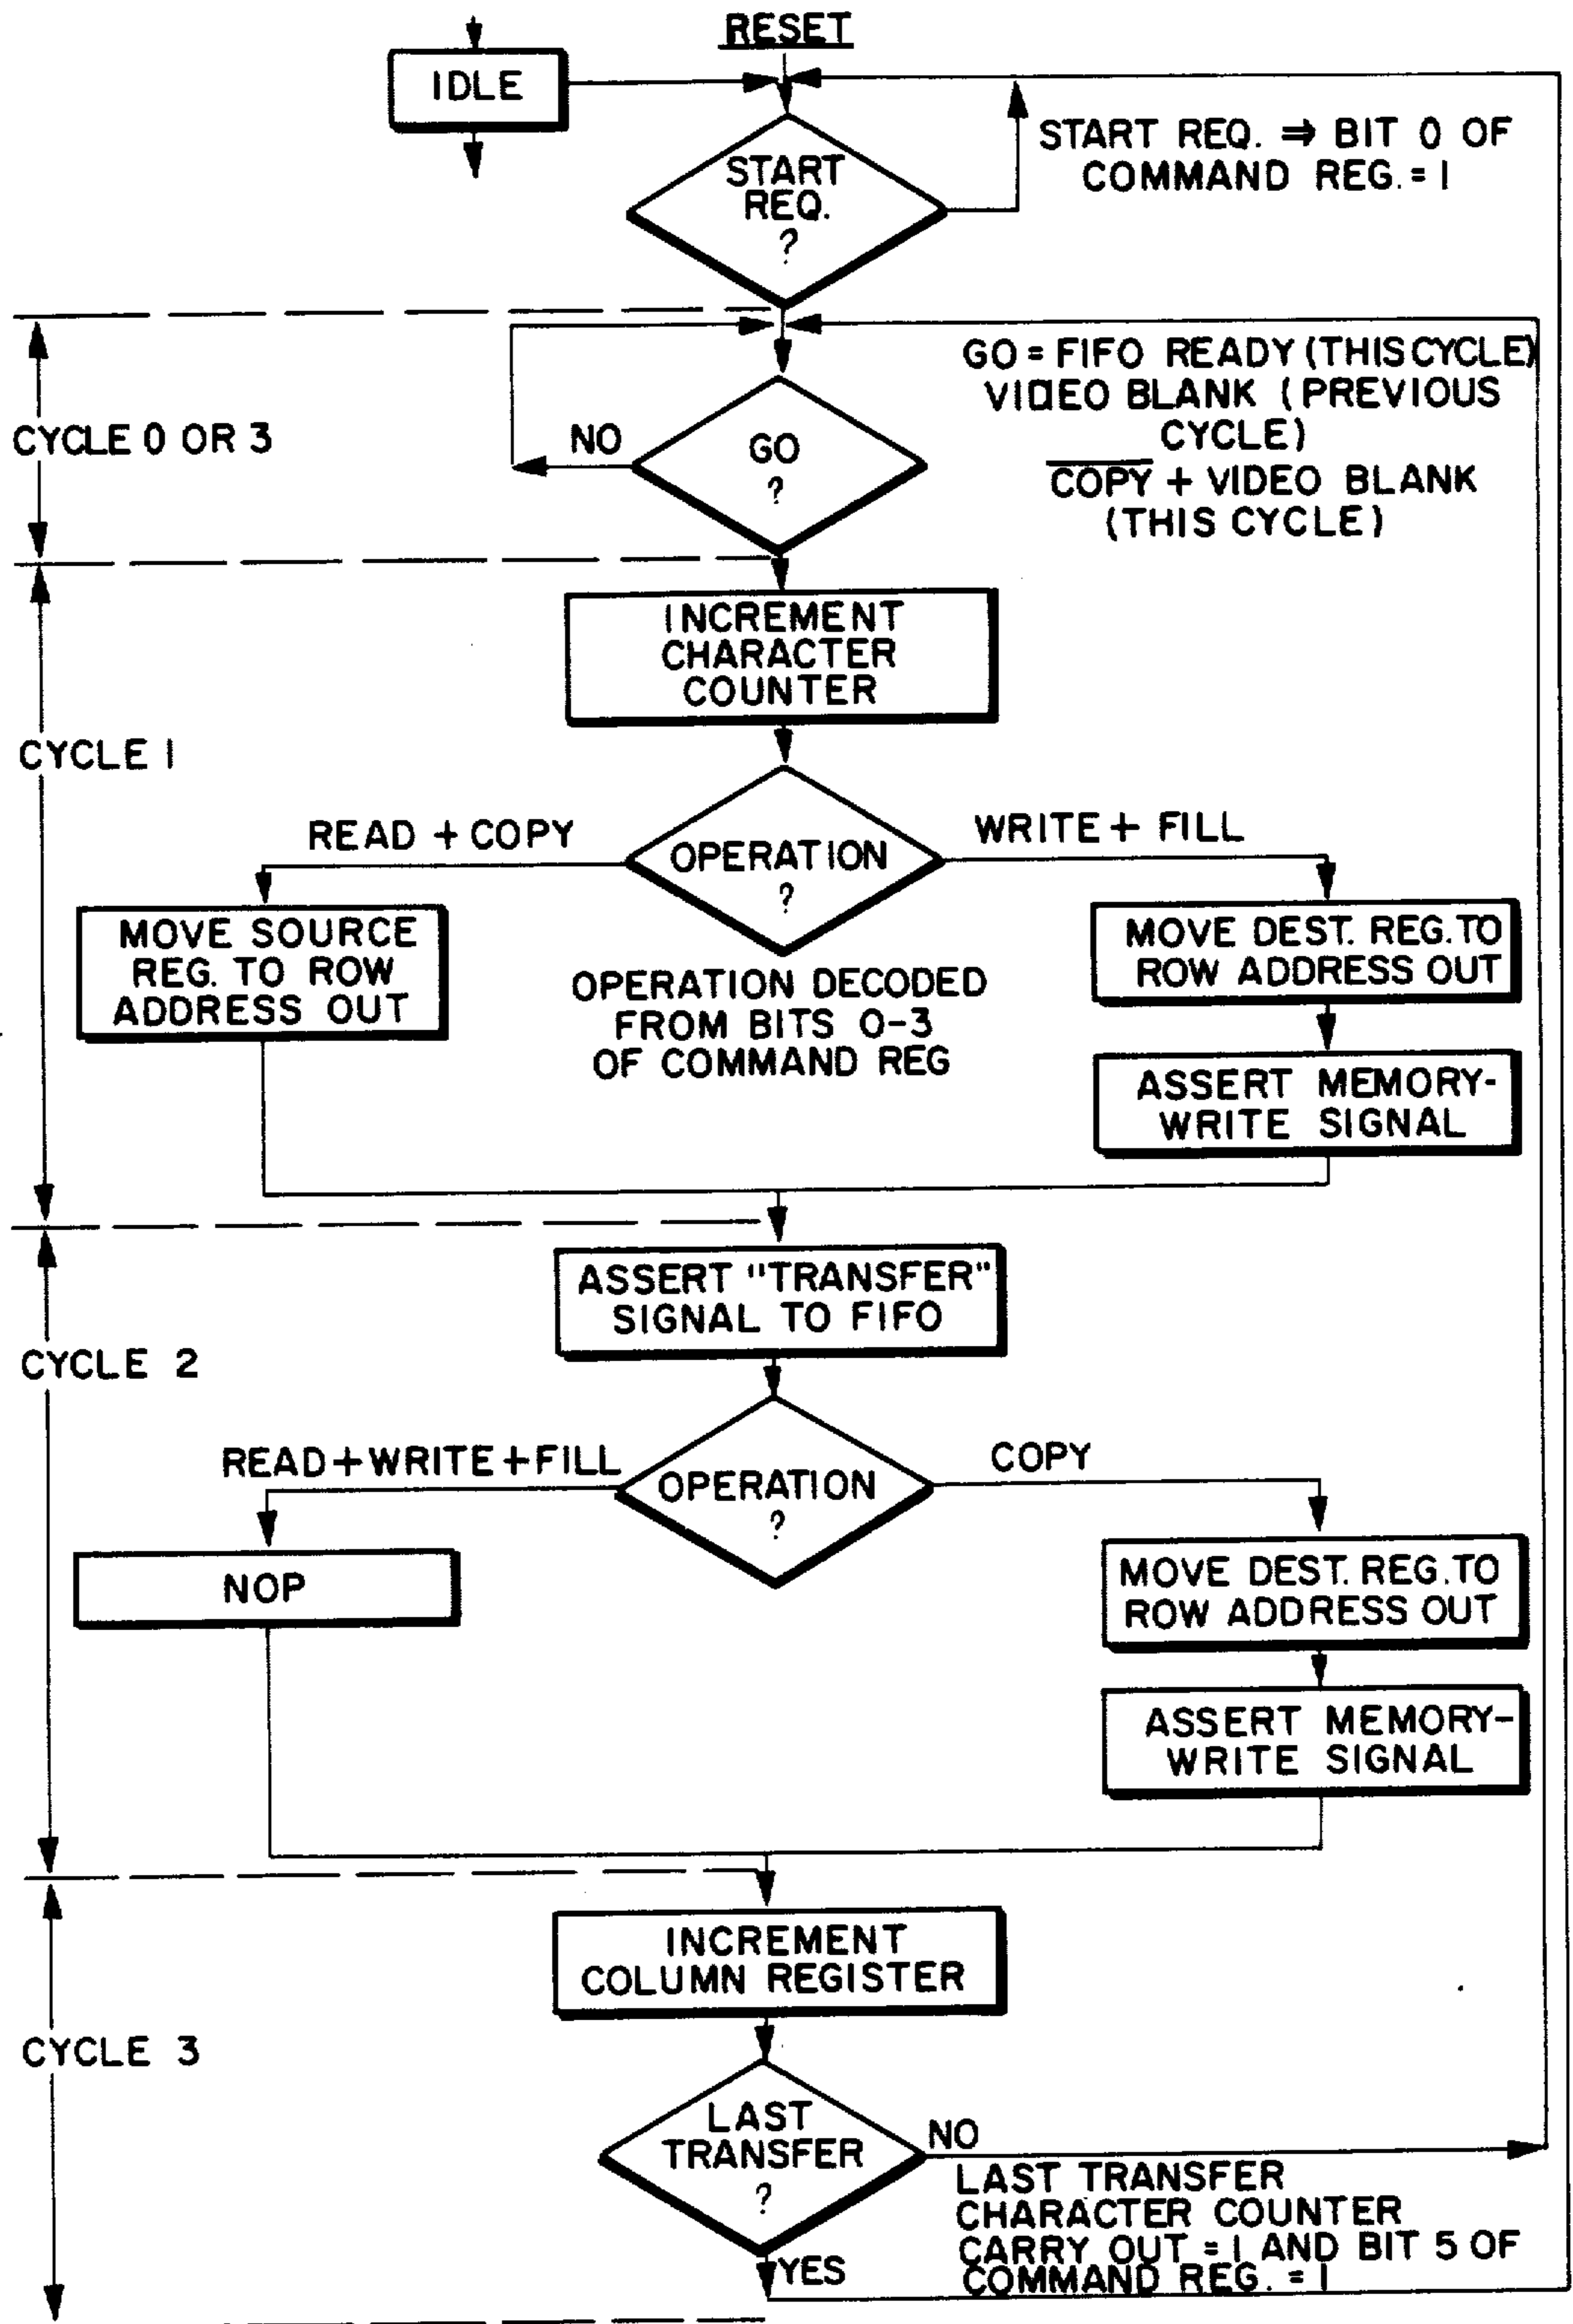 RESET
IDLE
START
REQ.
?
START REQ. ⇒ BIT 0 OF
COMMAND REG. = 1
CYCLE 0 OR 3
NO
GO
?
GO = FIFO READY (THIS CYCLE)
VIDEO BLANK (PREVIOUS
CYCLE)
C̅O̅P̅Y̅ + VIDEO BLANK
(THIS CYCLE)
INCREMENT
CHARACTER
COUNTER
CYCLE 1
READ + COPY
OPERATION
?
WRITE + FILL
MOVE SOURCE
REG. TO ROW
ADDRESS OUT
OPERATION DECODED
FROM BITS 0-3
OF COMMAND REG
MOVE DEST. REG. TO
ROW ADDRESS OUT
ASSERT MEMORY-
WRITE SIGNAL
ASSERT "TRANSFER"
SIGNAL TO FIFO
CYCLE 2
READ + WRITE + FILL
OPERATION
?
COPY
NOP
MOVE DEST. REG. TO
ROW ADDRESS OUT
ASSERT MEMORY-
WRITE SIGNAL
INCREMENT
COLUMN REGISTER
CYCLE 3
LAST
TRANSFER
?
NO
LAST TRANSFER
CHARACTER COUNTER
CARRY OUT = 1 AND BIT 5 OF
COMMAND REG. = 1
YES